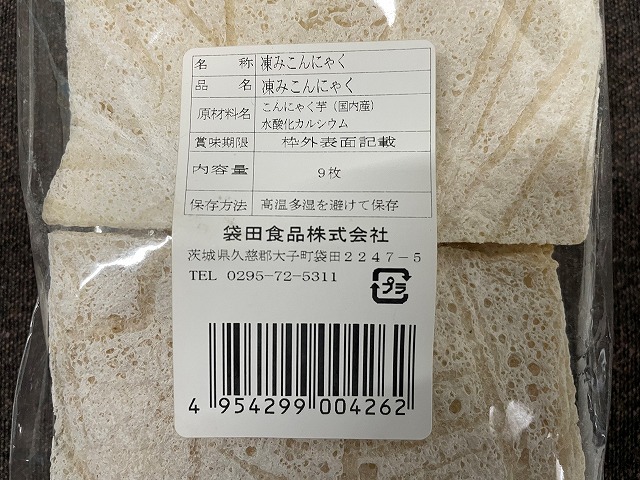 名称 凍みこんにゃく
品名 凍みこんにゃく
原材料名 こんにゃく芋（国内産）
水酸化カルシウム
賞味期限 枠外表面記載
内容量 9枚
保存方法 高温多湿を避けて保存
袋田食品株式会社
茨城県久慈郡大子町袋田２２４７－５
TEL 0295-72-5311
プラ
4 954299 004262